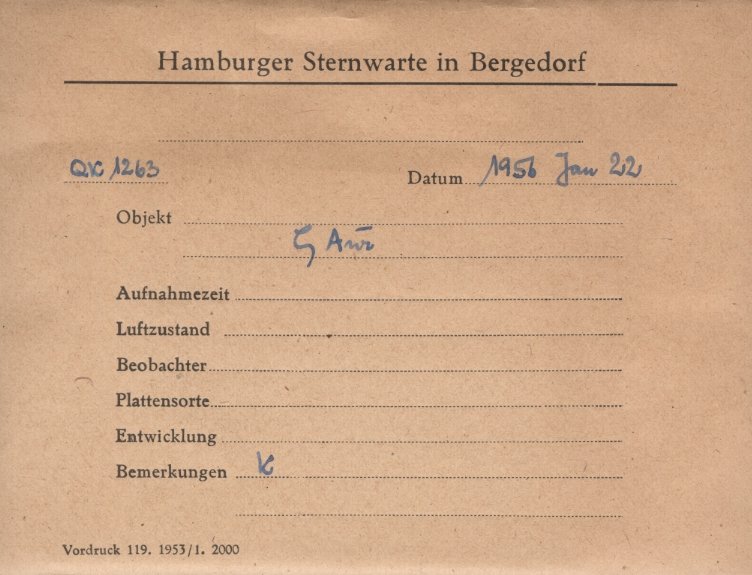 Hamburger Sternwarte in Bergedorf
QK 1263
Datum 1956 Jan 22
Objekt
ζ Aur
Aufnahmezeit
Luftzustand
Beobachter
Plattensorte
Entwicklung
Bemerkungen K
Vordruck 119. 1953/1. 2000